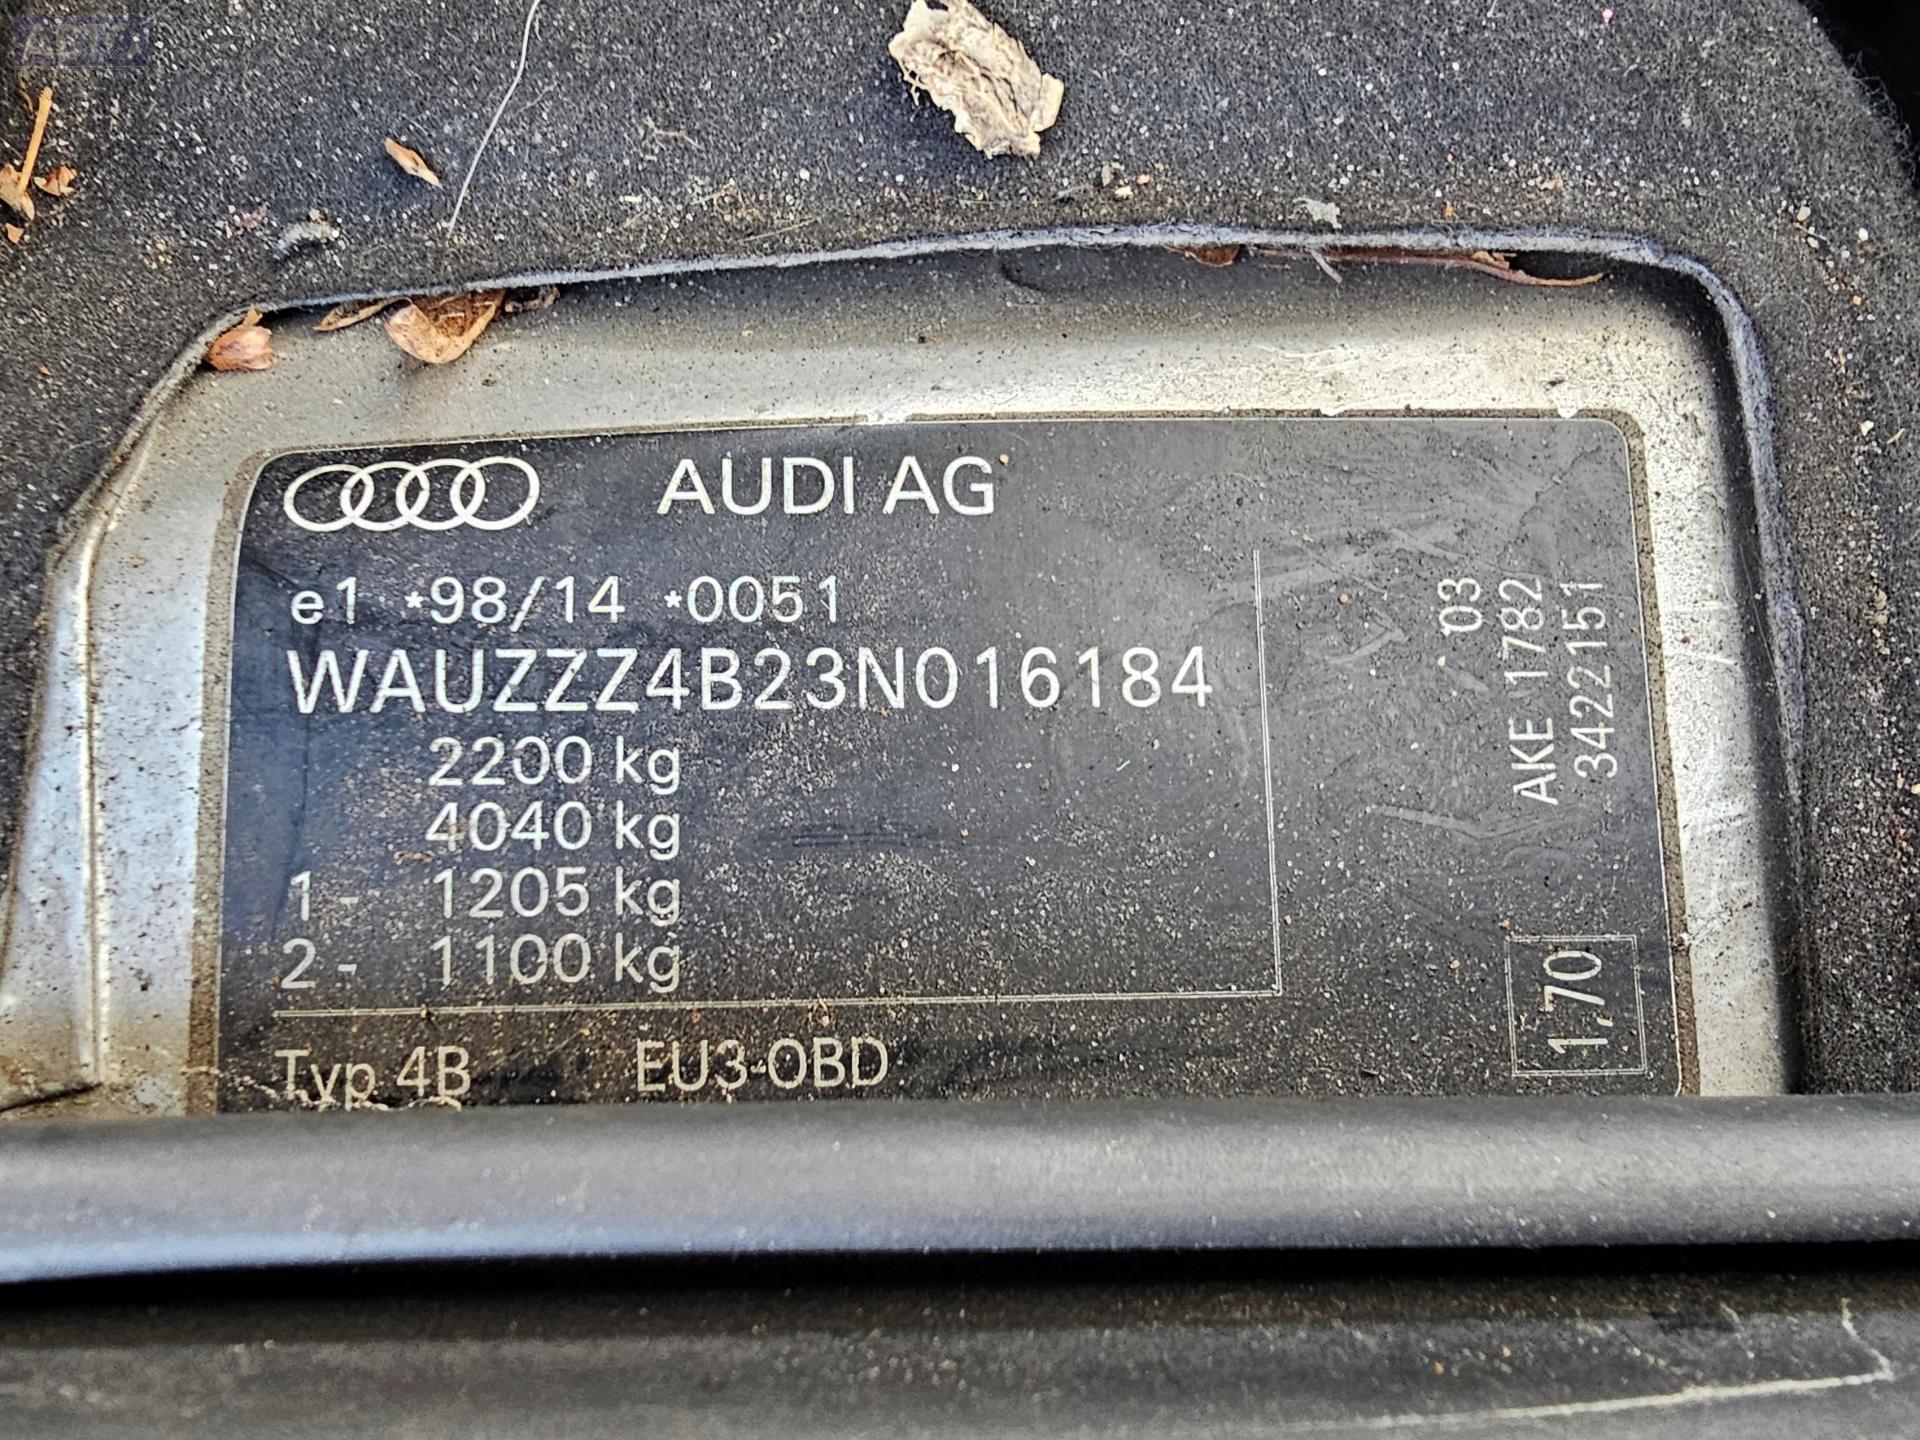 AUDI AG
e1 *98/14 *0051
WAUZZZ4B23N016184
2200 kg
4040 kg
1 - 1205 kg
2 - 1100 kg
Typ 4B EU3-OBD
03
AKE 1782
3422151
1,70